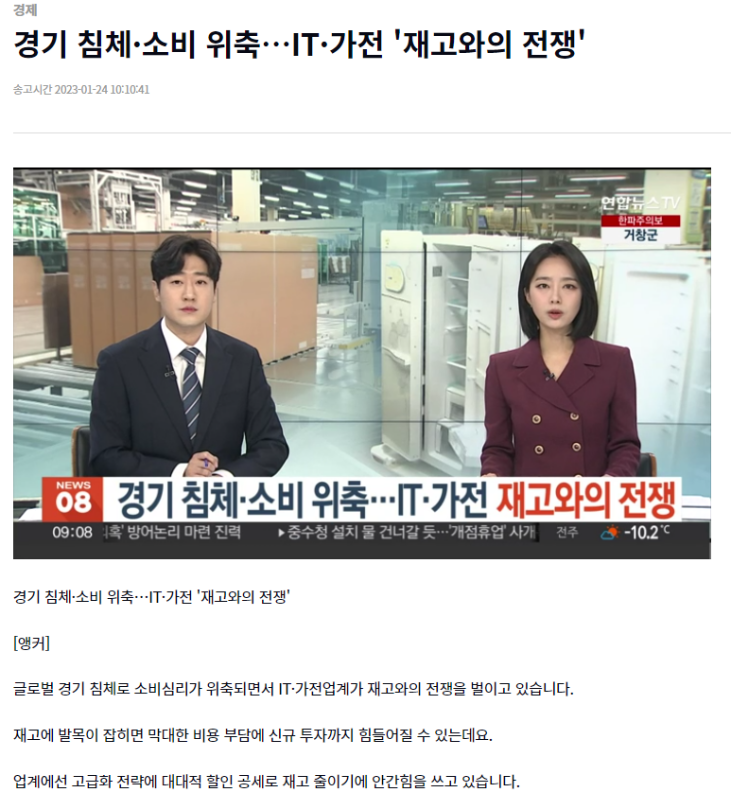 경제
경기 침체·소비 위축…IT·가전 '재고와의 전쟁'
송고시간 2023-01-24 10:10:41
연합뉴스TV
한파주의보
거창군
NEWS
08
경기 침체·소비 위축…IT·가전 재고와의 전쟁
09:08 혹' 방어논리 마련 진력 ▶중수청 설치 물 건너갈 듯…'개점휴업' 사개 전주 -10.2℃
경기 침체·소비 위축…IT·가전 '재고와의 전쟁'
[앵커]
글로벌 경기 침체로 소비심리가 위축되면서 IT·가전업계가 재고와의 전쟁을 벌이고 있습니다.
재고에 발목이 잡히면 막대한 비용 부담에 신규 투자까지 힘들어질 수 있는데요.
업계에선 고급화 전략에 대대적 할인 공세로 재고 줄이기에 안간힘을 쓰고 있습니다.